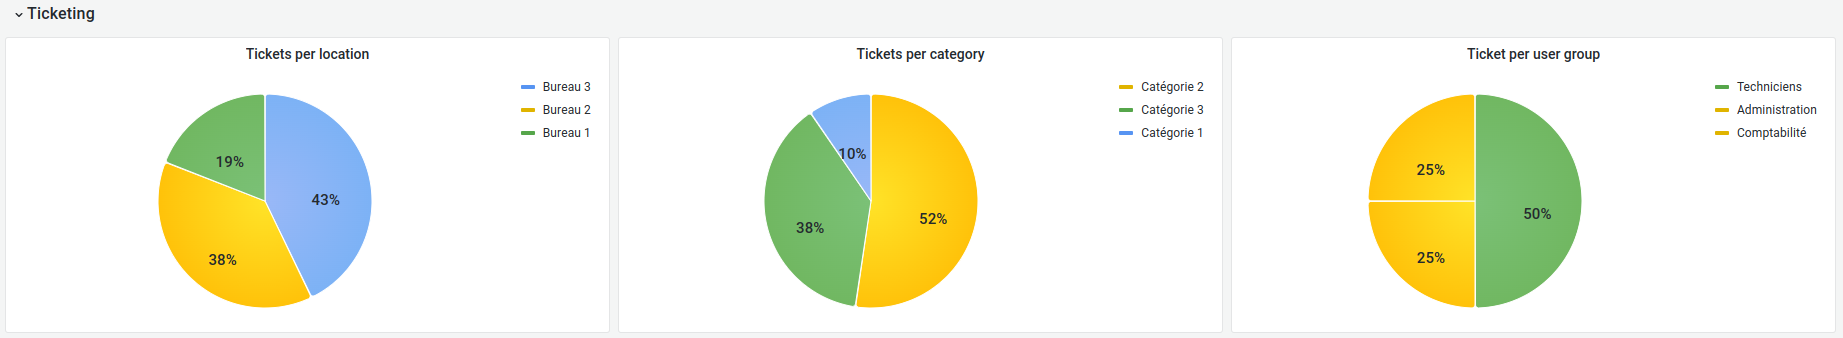 Ticketing
Tickets per location
Bureau 3
Bureau 2
Bureau 1
19%
43%
38%
Tickets per category
Catégorie 2
Catégorie 3
Catégorie 1
10%
52%
38%
Ticket per user group
Techniciens
Administration
Comptabilité
25%
50%
25%